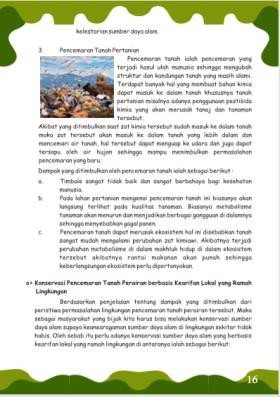 kelestarian sumber daya alam.
3. Pencemaran Tanah Pertanian
Pencemaran tanah ialah pencemaran yang
terjadi hasul ulah manusia sehingga mengubah
struktur dan kandungan tanah yang masih alami.
Terdapat banyak hal yang membuat bahan kimia
dapat masuk ke dalam tanah khususnya tanah
pertanian misalnya adanya penggunaan pestisida
kimia yang akan merusak tanaj dan tanaman
tersebut.
Akibat yang ditimbulkan saat zat kimia tersebut sudah masuk ke dalam tanah
maka zat tersebut akan masuk ke dalam tanah yang lebih dalam dan
mencemari air tanah, hal tersebut dapat menguap ke udara dan juga dapat
tersapu oleh air hujan sehingga mampu menimbulkan permasalahan
pencemaran yang baru.
Dampak yang ditimbulkan oleh pencemaran tanah ialah sebagai berikut :
a. Timbale sangat tidak baik dan sangat berbahaya bagi kesehatan
manusia.
b. Pada lahan pertanian mengenai pencemaran tanah ini biasanya akan
langsung terlihat pada kualitas tanaman. Biasanya metabolisme
tanaman akan menurun dan menjadikan berbagai gangguan di dalamnya
sehingga menyebabkan gagal panen.
c. Pencemaran tanah dapat merusak ekosistem hal ini disebabkan tanah
sangat mudah mengalami perubahan zat kimiawi. Akibatnya terjadi
perubahan metabolisme di dalam makhluk hidup di dalam ekosistem
tersebut akibatnya rantai makanan akan punah sehingga
keberlangsungan ekosistem perlu dipertanyakan.
o> Konservasi Pencemaran Tanah Perairan berbasis Kearifan Lokal yang Ramah
Lingkungan
Berdasarkan penjelasan tentang dampak yang ditimbulkan dari
peristiwa permasalahan lingkungan pencemaran tanah perairan tersebut. Maka
sebagai masyarakat yang bijak kita harus bisa melakukan konservasi sumber
daya alam supaya keanearagaman sumber daya alam di lingkungan sekitar tidak
habis. Oleh sebab itu perlu adanya konservasi sumber daya alam yang berbasis
kearifan lokal yang ramah lingkungan di antaranya ialah sebagai berikut:
16